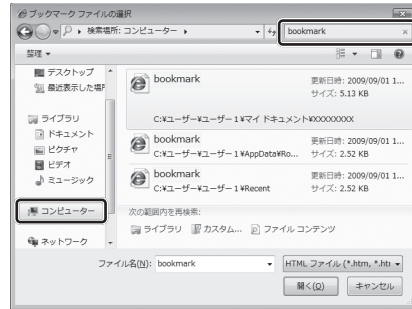 ブックマーク ファイルの選択
検索場所: コンピューター
bookmark
整理
デスクトップ
最近表示した場所
ライブラリ
ドキュメント
ピクチャ
ビデオ
ミュージック
コンピューター
ネットワーク
bookmark
更新日時: 2009/09/01 1...
サイズ: 5.13 KB
C:¥ユーザー¥ユーザー１¥マイ ドキュメント¥XXXXXXXX
bookmark
更新日時: 2009/09/01 1...
C:¥ユーザー¥ユーザー１¥AppData¥Ro...
サイズ: 2.52 KB
bookmark
更新日時: 2009/09/01 1...
C:¥ユーザー¥ユーザー１¥Recent
サイズ: 2.52 KB
次の範囲内を再検索:
ライブラリ カスタム... ファイル コンテンツ
ファイル名(N): bookmark
HTML ファイル (*.htm, *.htı
開く(O) キャンセル